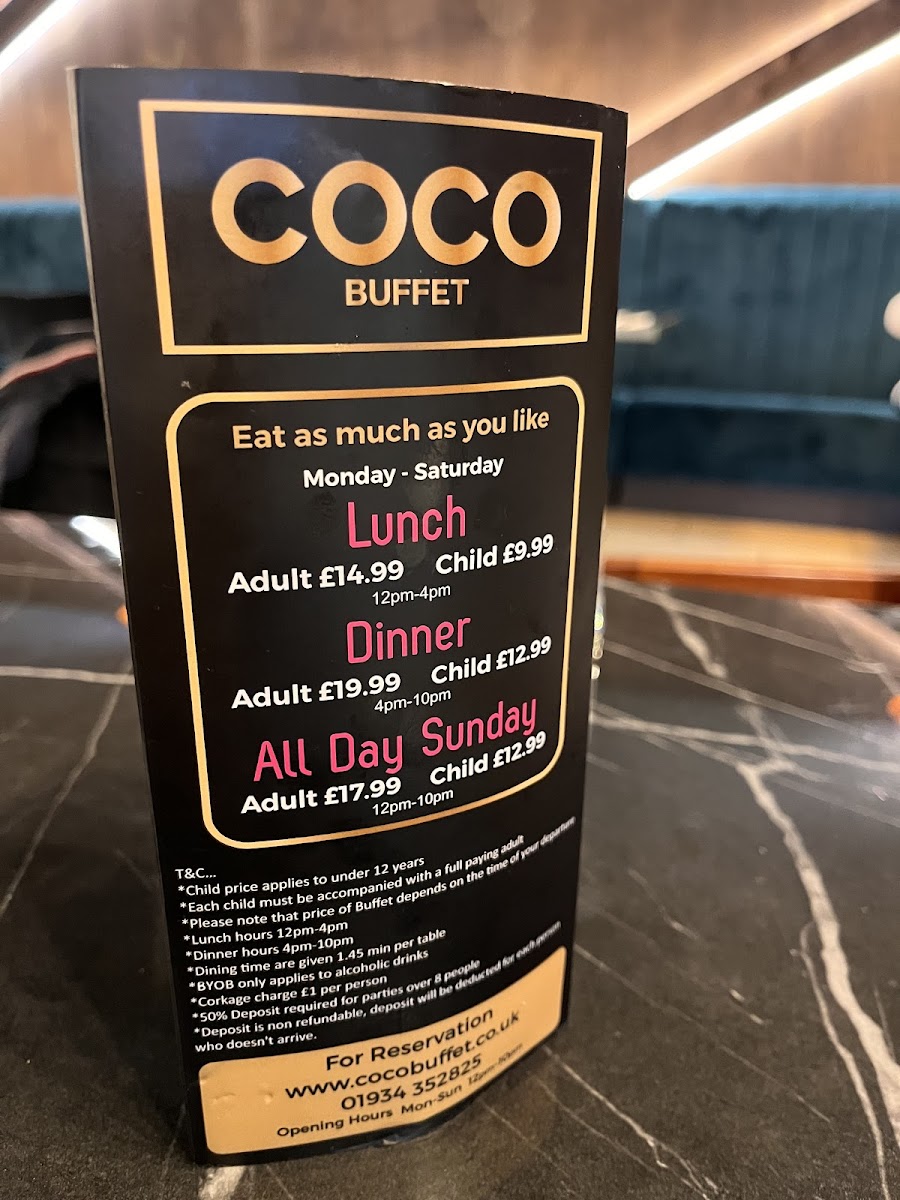 COCO
BUFFET
Eat as much as you like
Monday - Saturday
Lunch
Adult £14.99 Child £9.99
12pm-4pm
Dinner
Adult £19.99 Child £12.99
4pm-10pm
All Day Sunday
Adult £17.99 Child £12.99
12pm-10pm
T&C...
*Child price applies to under 12 years
*Each child must be accompanied with a full paying adult
*Please note that price of Buffet depends on the time of your departure
*Lunch hours 12pm-4pm
*Dinner hours 4pm-10pm
*Dining time are given 1.45 min per table
*BYOB only applies to alcoholic drinks
*Corkage charge £1 per person
*50% Deposit required for parties over 8 people
*Deposit is non refundable, deposit will be deducted for each person
who doesn't arrive.
For Reservation
www.cocobuffet.co.uk
01934 352825
Opening Hours Mon-Sun 12pm-10pm